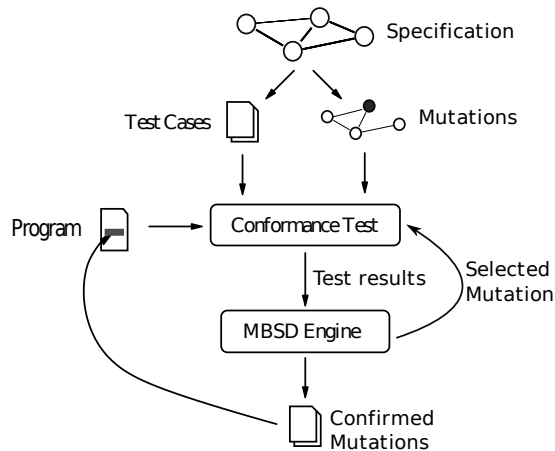 Specification
Test Cases
Mutations
Program
Conformance Test
Test results
Selected
Mutation
MBSD Engine
Confirmed
Mutations